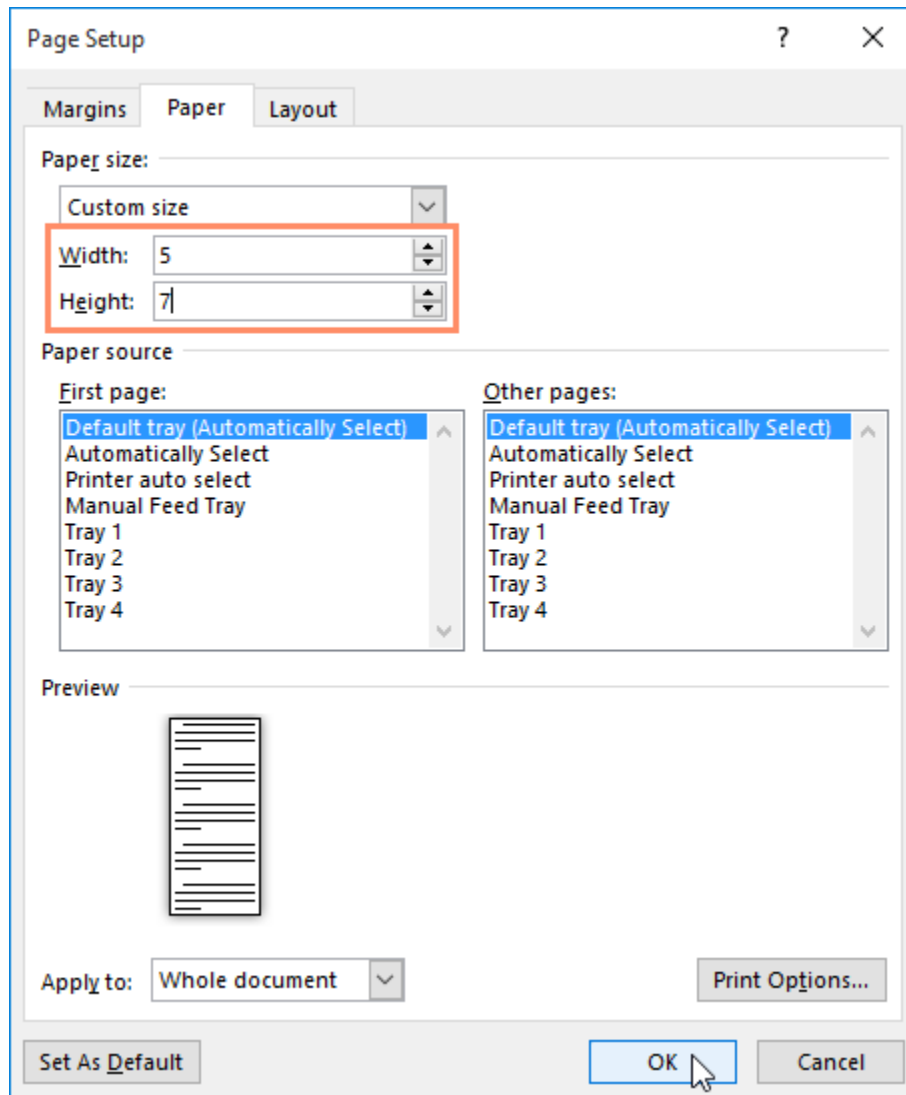 Page Setup ?
Margins Paper Layout
Paper size:
Custom size
Width: 5
Height: 7
Paper source
First page: Other pages:
Default tray (Automatically Select) Default tray (Automatically Select)
Automatically Select Automatically Select
Printer auto select Printer auto select
Manual Feed Tray Manual Feed Tray
Tray 1 Tray 1
Tray 2 Tray 2
Tray 3 Tray 3
Tray 4 Tray 4
Preview
Apply to: Whole document Print Options...
Set As Default OK Cancel